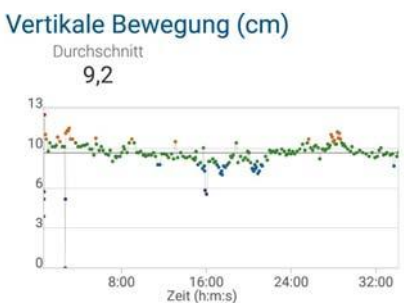 Vertikale Bewegung (cm)
Durchschnitt
9,2
13
10
6
3
0
8:00 16:00 24:00 32:00
Zeit (h:m:s)